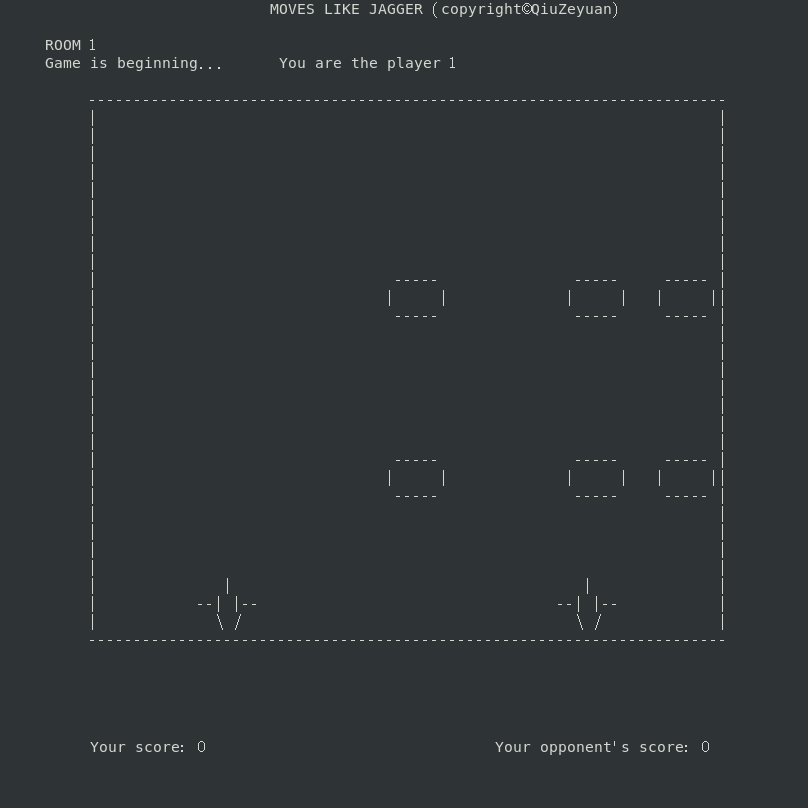 MOVES LIKE JAGGER (copyright©QiuZeyuan)
ROOM 1
Game is beginning... You are the player 1
Your score: 0 Your opponent's score: 0